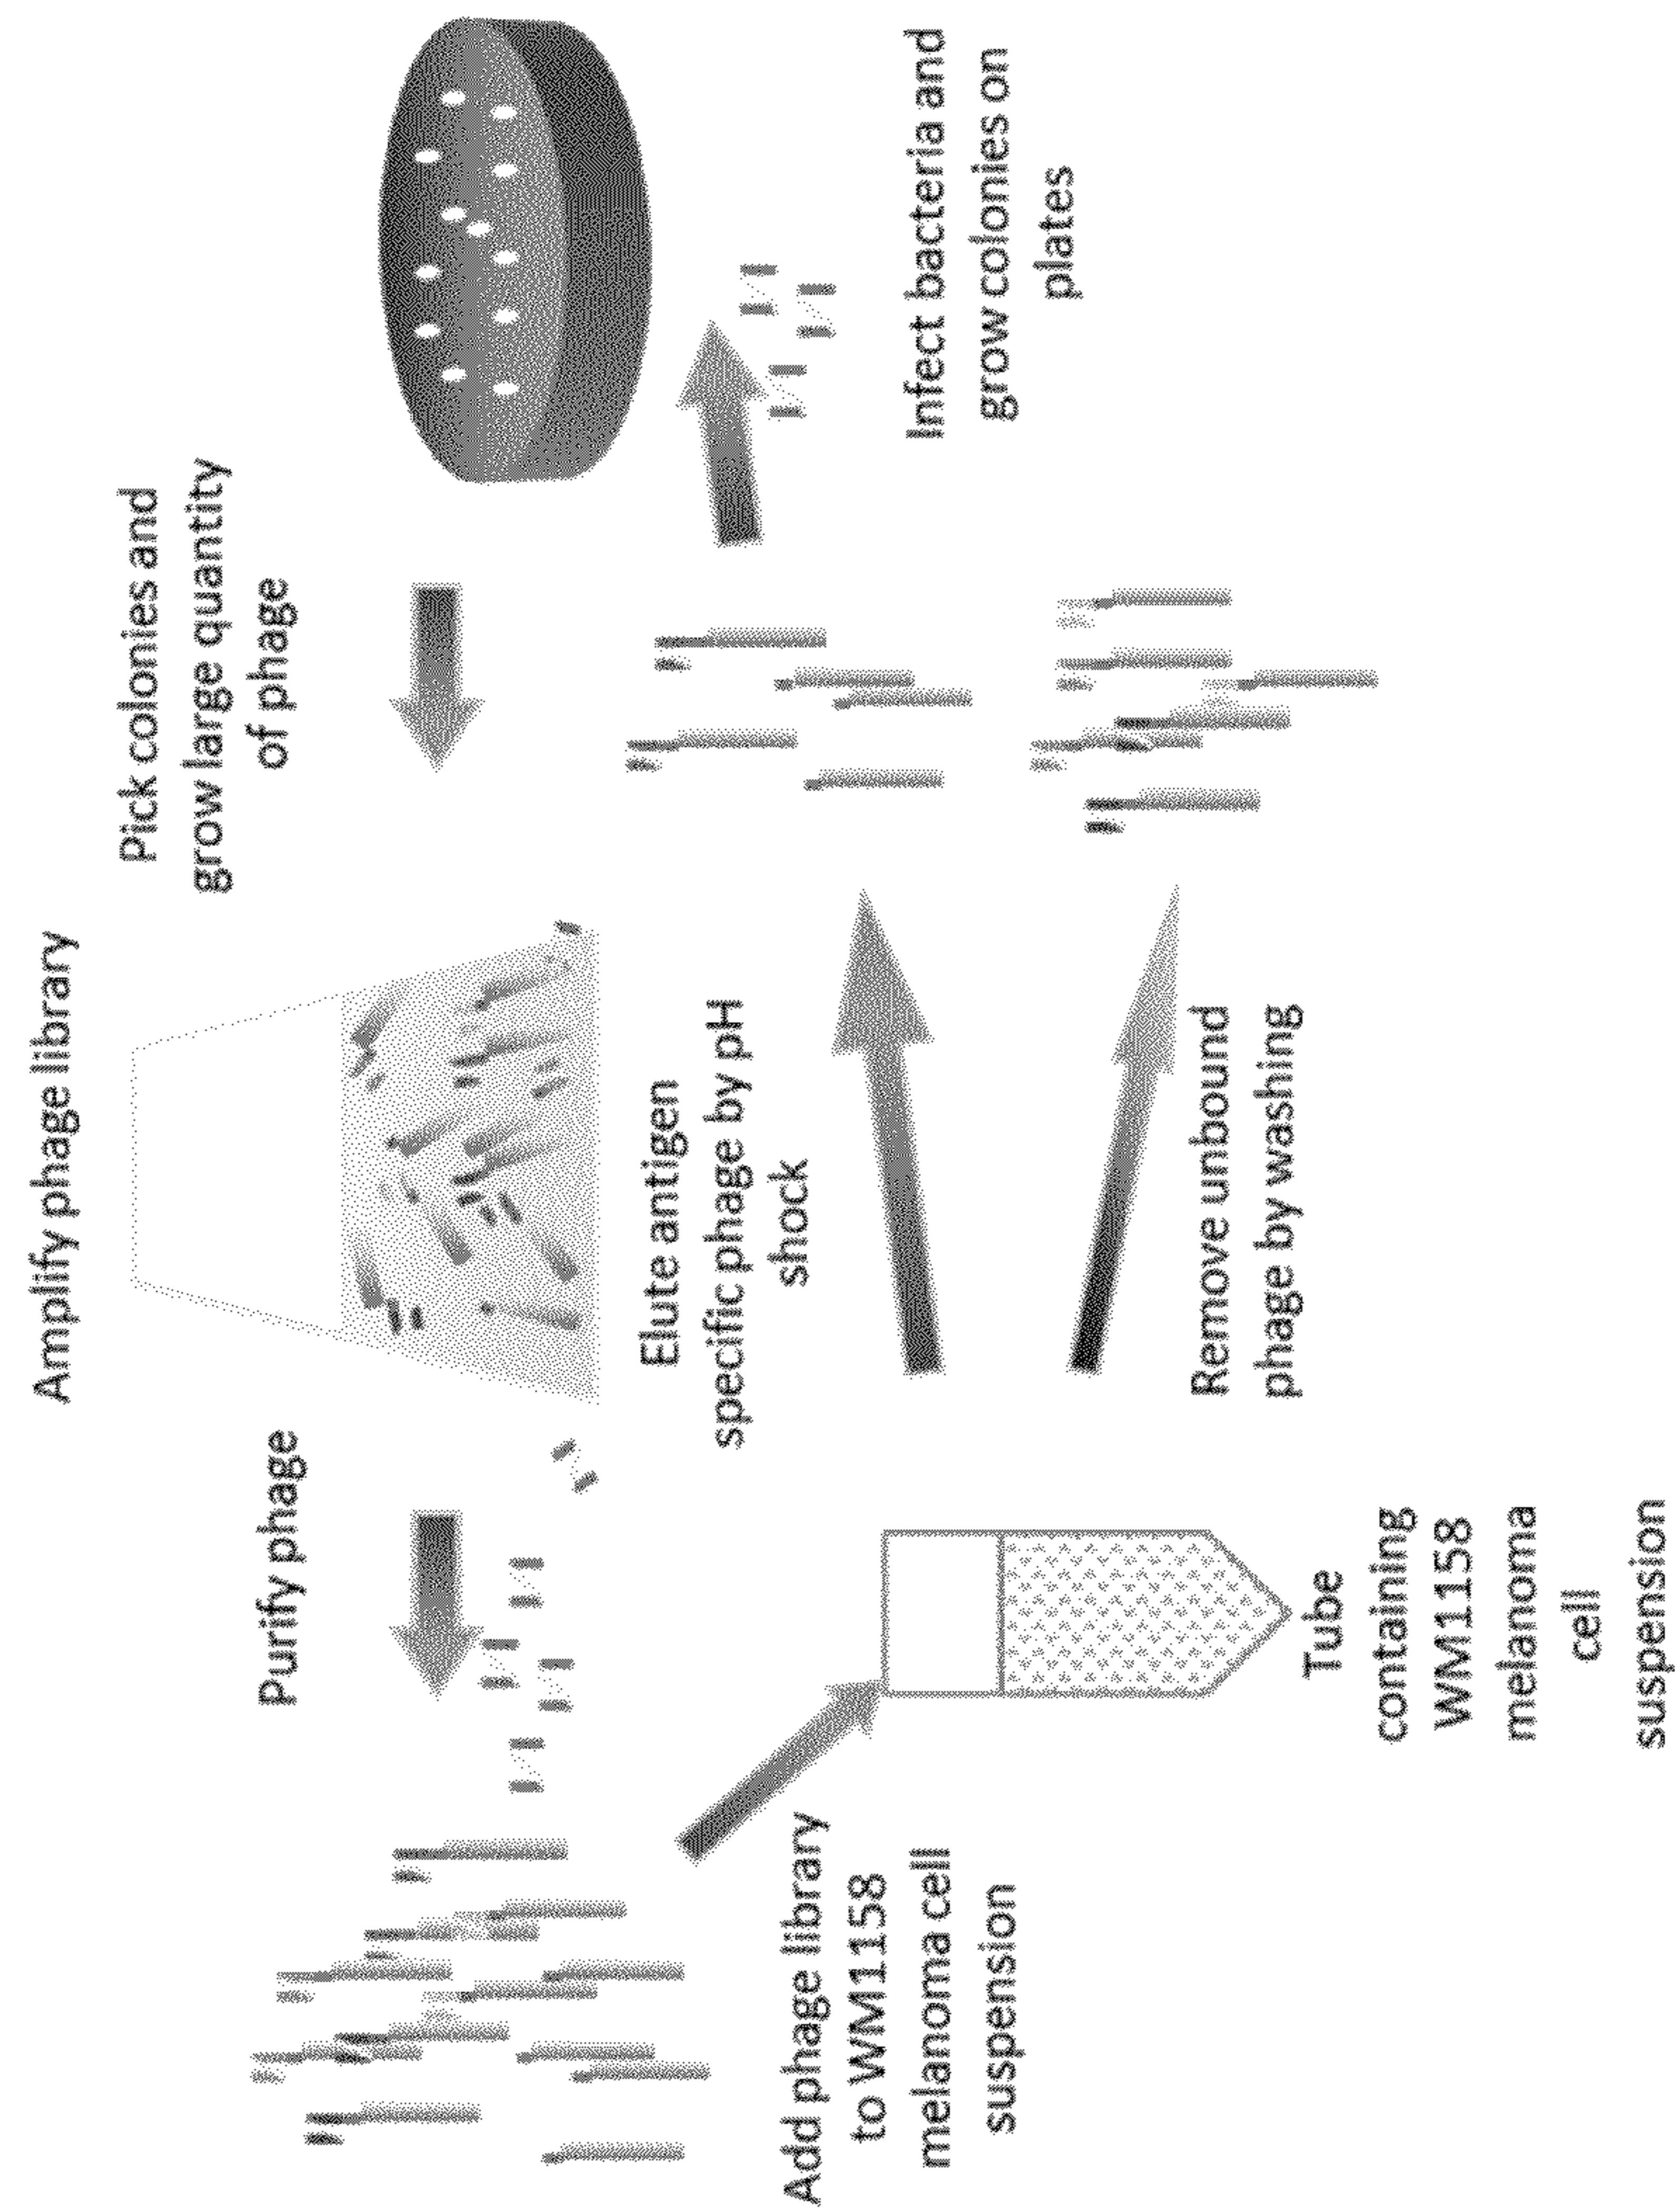 Amplify phage library
Purify phage
Pick colonies and
grow large quantity
of phage
Elute antigen
specific phage by pH
shock
Add phage library
to WM1158
melanoma cell
suspension
Remove unbound
phage by washing
Infect bacteria and
grow colonies on
plates
Tube
containing
WM1158
melanoma
cell
suspension